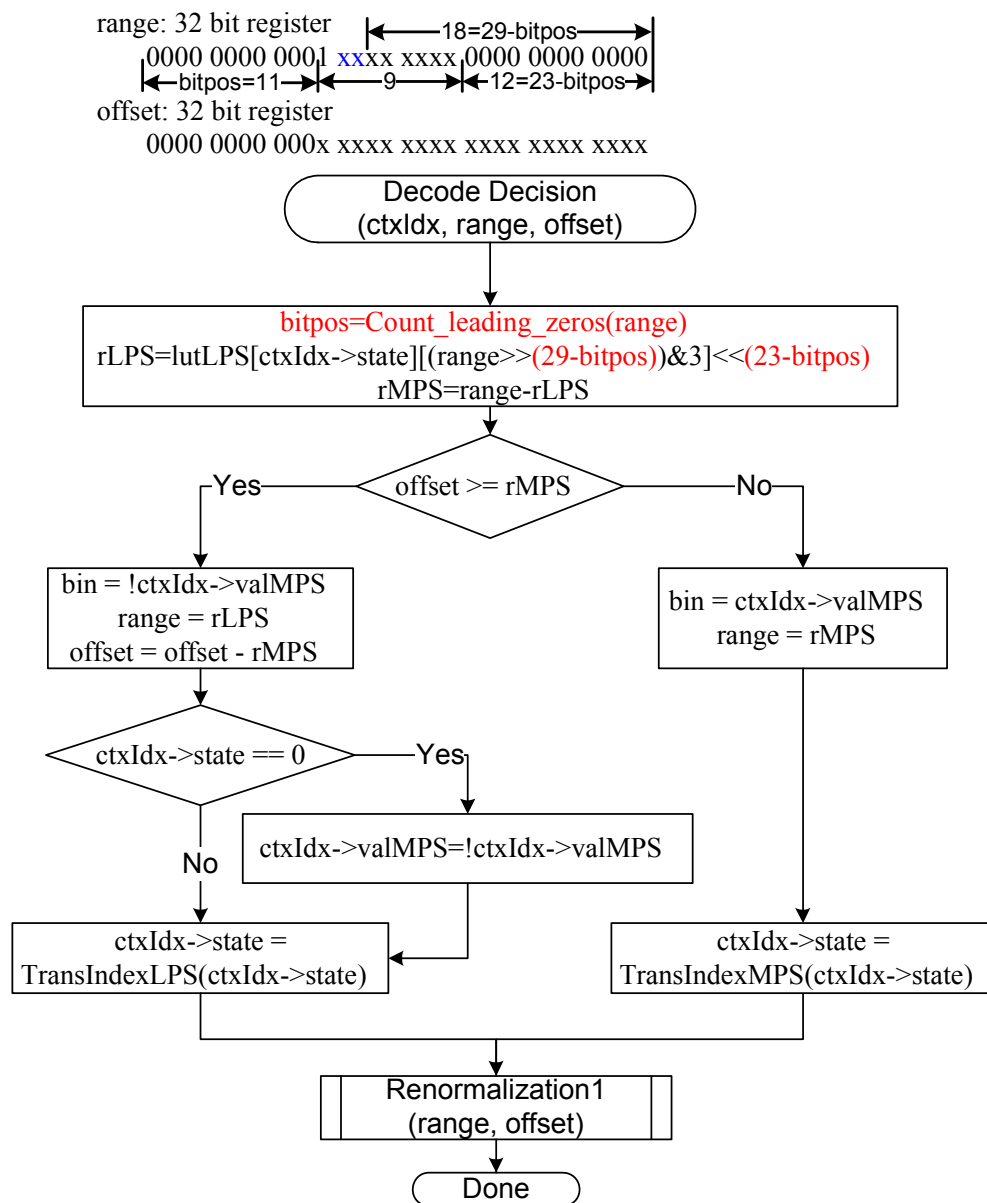 range: 32 bit register
18=29-bitpos
0000 0000 0001 xxxx xxxx 0000 0000 0000
bitpos=11
9
12=23-bitpos
offset: 32 bit register
0000 0000 000x xxxx xxxx xxxx xxxx xxxx
Decode Decision
(ctxIdx, range, offset)
bitpos=Count_leading_zeros(range)
rLPS=lutLPS[ctxIdx->state][(range>>(29-bitpos))&3]<<(23-bitpos)
rMPS=range-rLPS
offset >= rMPS
Yes
No
bin = !ctxIdx->valMPS
range = rLPS
offset = offset - rMPS
bin = ctxIdx->valMPS
range = rMPS
ctxIdx->state == 0
Yes
No
ctxIdx->valMPS=!ctxIdx->valMPS
ctxIdx->state =
TransIndexLPS(ctxIdx->state)
ctxIdx->state =
TransIndexMPS(ctxIdx->state)
Renormalization1
(range, offset)
Done